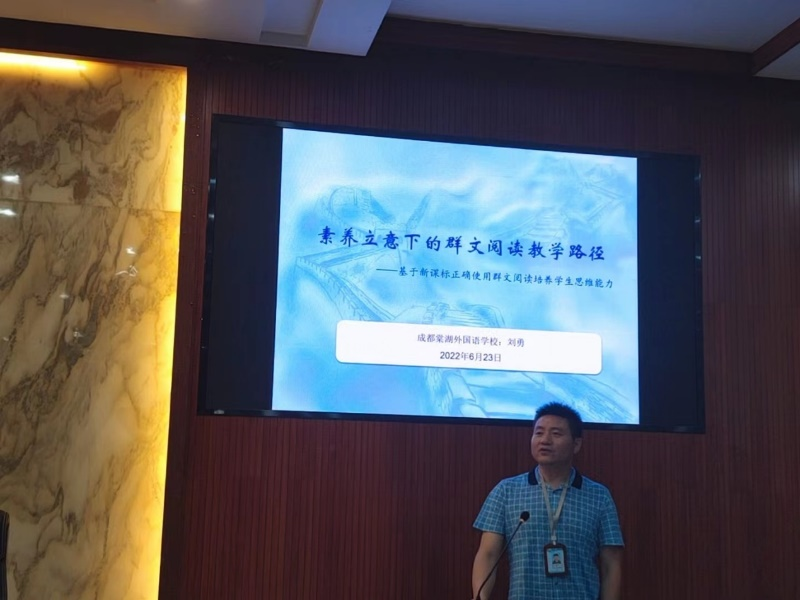 素养立意下的群文阅读教学路径
——基于新课标正确使用群文阅读培养学生思维能力
成都棠湖外国语学校：刘勇
2022年6月23日